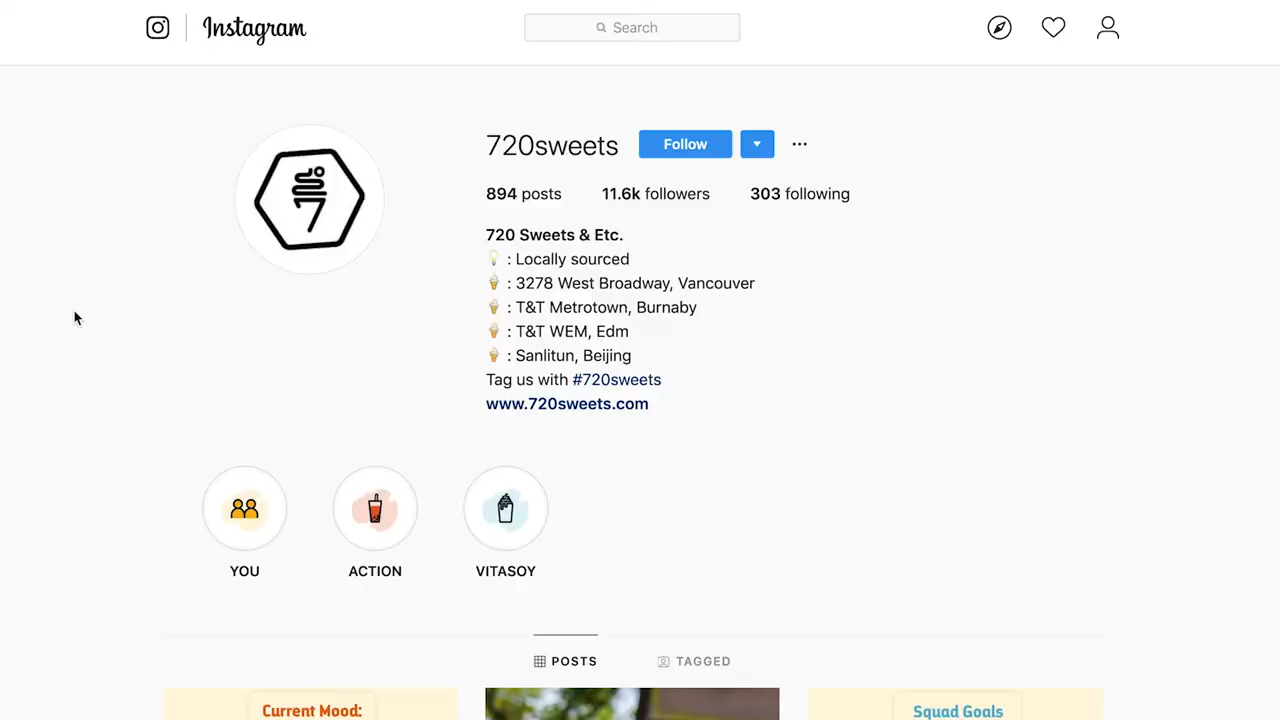 Instagram
Search
720sweets
Follow
894 posts 11.6k followers 303 following
720 Sweets & Etc.
💡 : Locally sourced
🍦 : 3278 West Broadway, Vancouver
🍦 : T&T Metrotown, Burnaby
🍦 : T&T WEM, Edm
🍦 : Sanlitun, Beijing
Tag us with #720sweets
www.720sweets.com
YOU ACTION VITASOY
POSTS TAGGED
Current Mood: Squad Goals